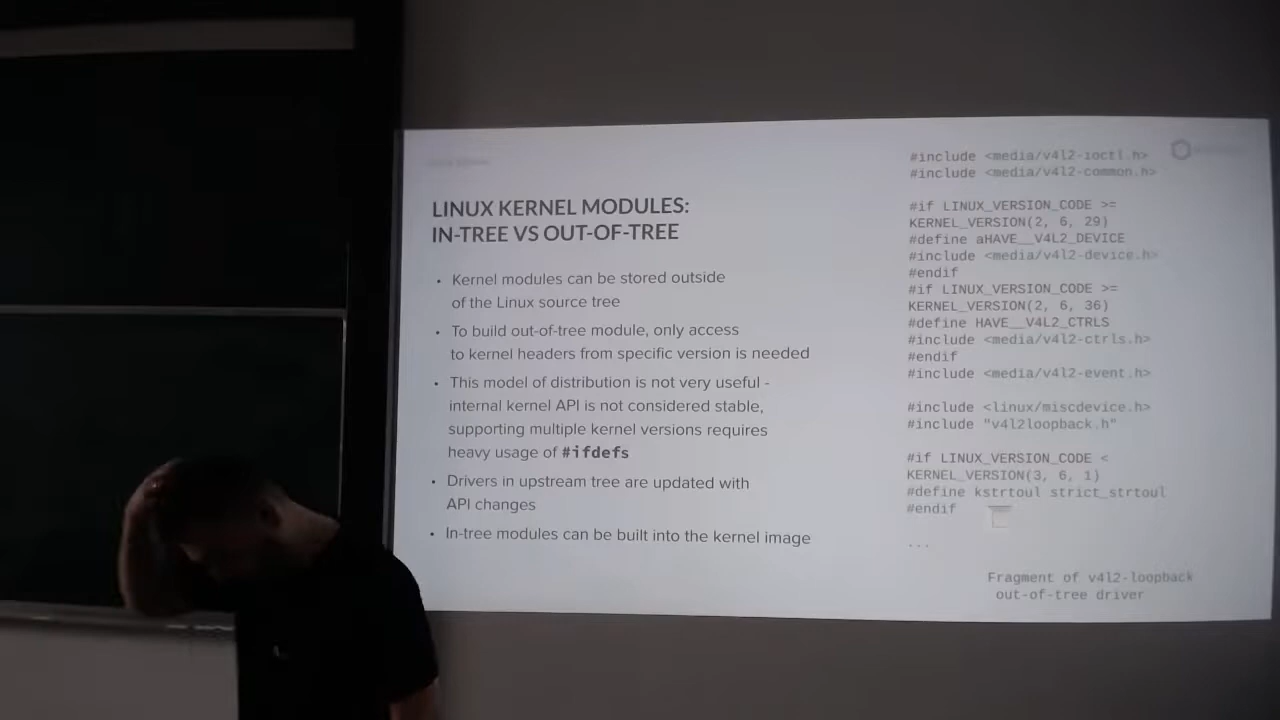 LINUX KERNEL MODULES:
IN-TREE VS OUT-OF-TREE
• Kernel modules can be stored outside
of the Linux source tree
• To build out-of-tree module, only access
to kernel headers from specific version is needed
• This model of distribution is not very useful -
internal kernel API is not considered stable,
supporting multiple kernel versions requires
heavy usage of #ifdefs
• Drivers in upstream tree are updated with
API changes
• In-tree modules can be built into the kernel image
#include <media/v4l2-ioctl.h>
#include <media/v4l2-common.h>
#if LINUX_VERSION_CODE >=
KERNEL_VERSION(2, 6, 29)
#define aHAVE__V4L2_DEVICE
#include <media/v4l2-device.h>
#endif
#if LINUX_VERSION_CODE >=
KERNEL_VERSION(2, 6, 36)
#define HAVE__V4L2_CTRLS
#include <media/v4l2-ctrls.h>
#endif
#include <media/v4l2-event.h>
#include <linux/miscdevice.h>
#include "v4l2loopback.h"
#if LINUX_VERSION_CODE <
KERNEL_VERSION(3, 6, 1)
#define kstrtoul strict_strtoul
#endif
...
Fragment of v4l2-loopback
out-of-tree driver